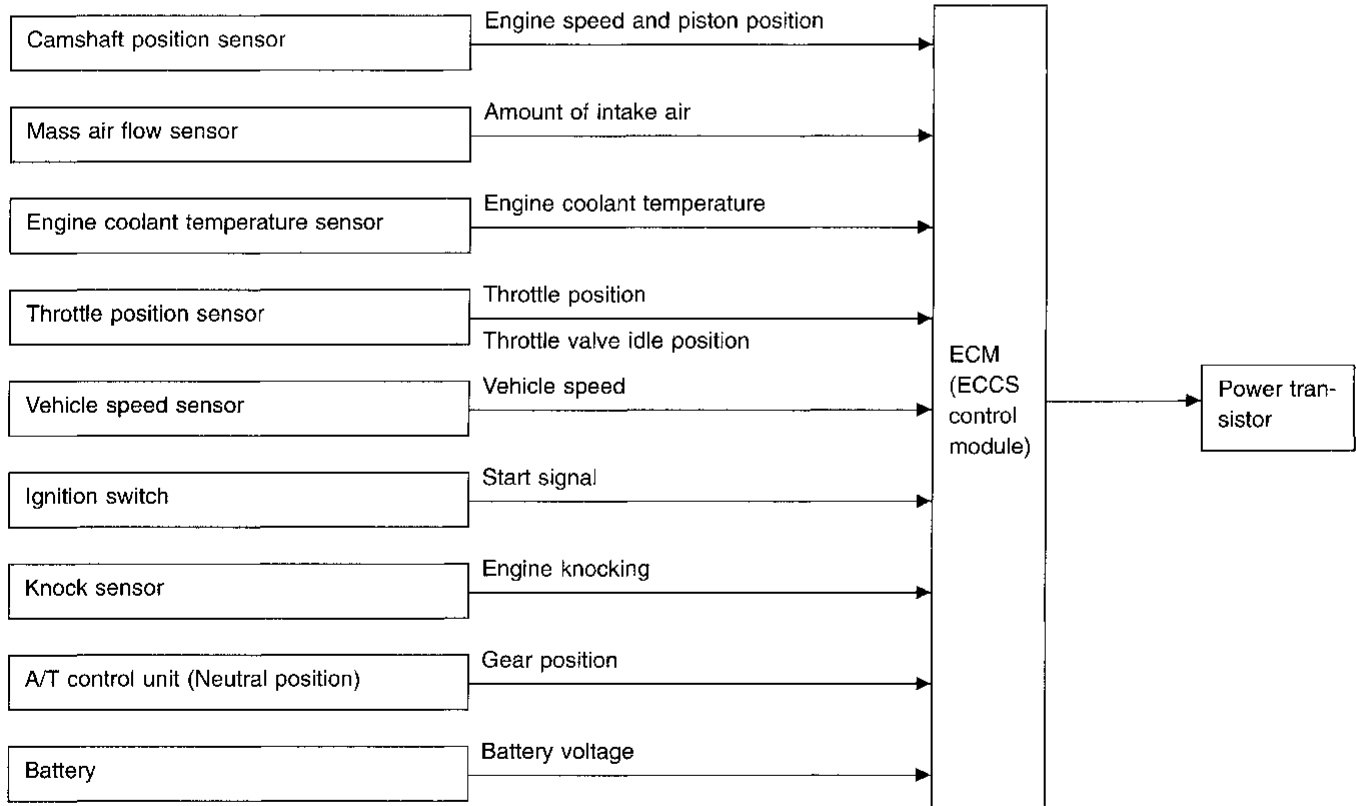 Camshaft position sensor
Engine speed and piston position
Mass air flow sensor
Amount of intake air
Engine coolant temperature sensor
Engine coolant temperature
Throttle position sensor
Throttle position
Throttle valve idle position
Vehicle speed sensor
Vehicle speed
Ignition switch
Start signal
Knock sensor
Engine knocking
A/T control unit (Neutral position)
Gear position
Battery
Battery voltage
ECM
(ECCS
control
module)
Power tran-
sistor